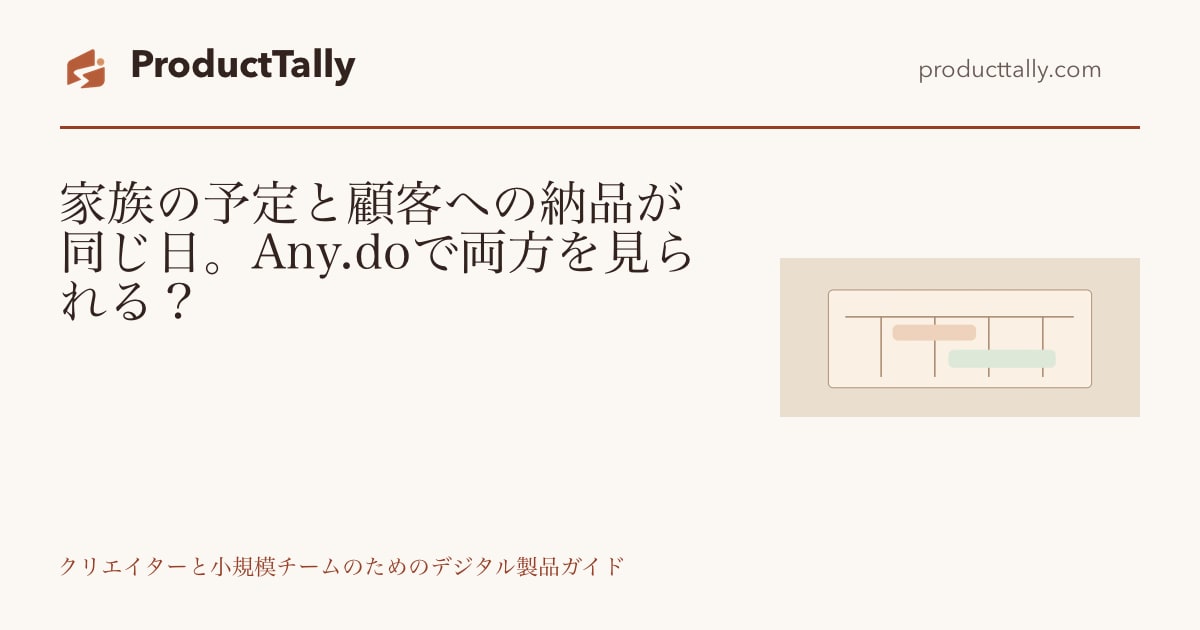 ProductTally
producttally.com
家族の予定と顧客への納品が
同じ日。Any.doで両方を見ら
れる？
クリエイターと小規模チームのためのデジタル製品ガイド